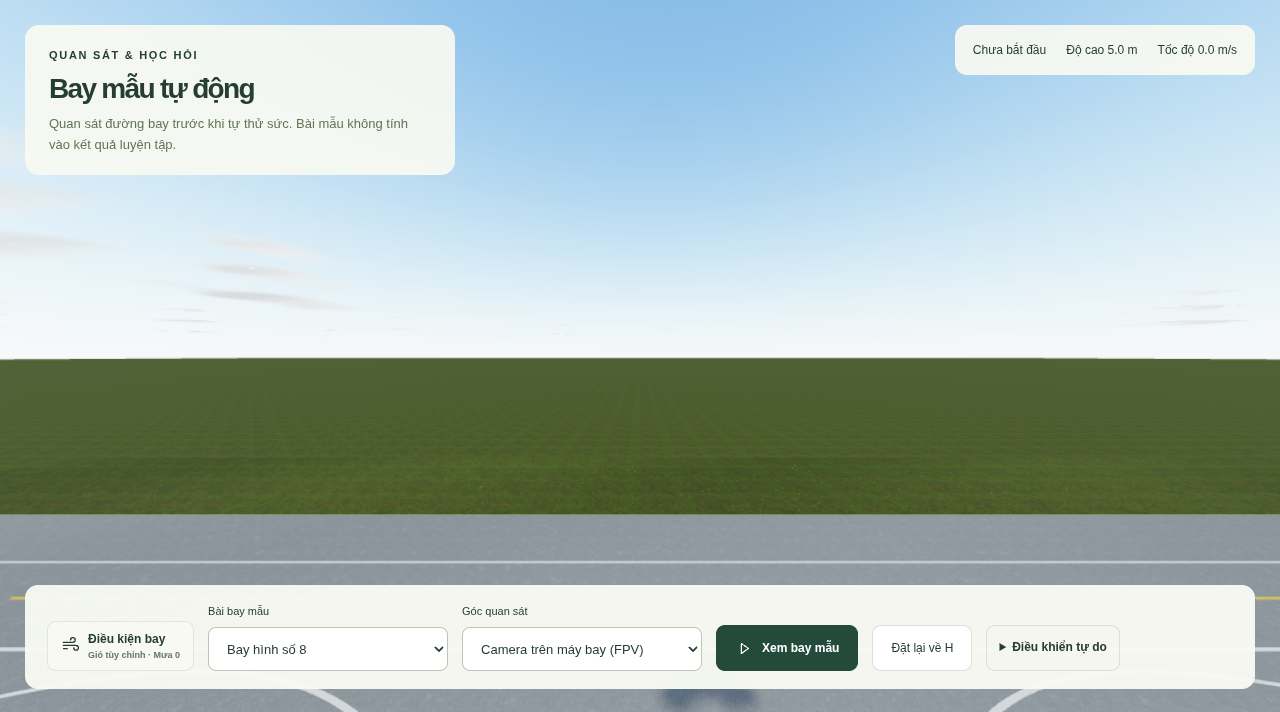 QUAN SÁT & HỌC HỎI
Bay mẫu tự động
Quan sát đường bay trước khi tự thử sức. Bài mẫu không tính
vào kết quả luyện tập.
Chưa bắt đầu Độ cao 5.0 m Tốc độ 0.0 m/s
Bài bay mẫu
Góc quan sát
Điều kiện bay
Gió tùy chỉnh · Mưa 0
Bay hình số 8
Camera trên máy bay (FPV)
Xem bay mẫu
Đặt lại về H
Điều khiển tự do